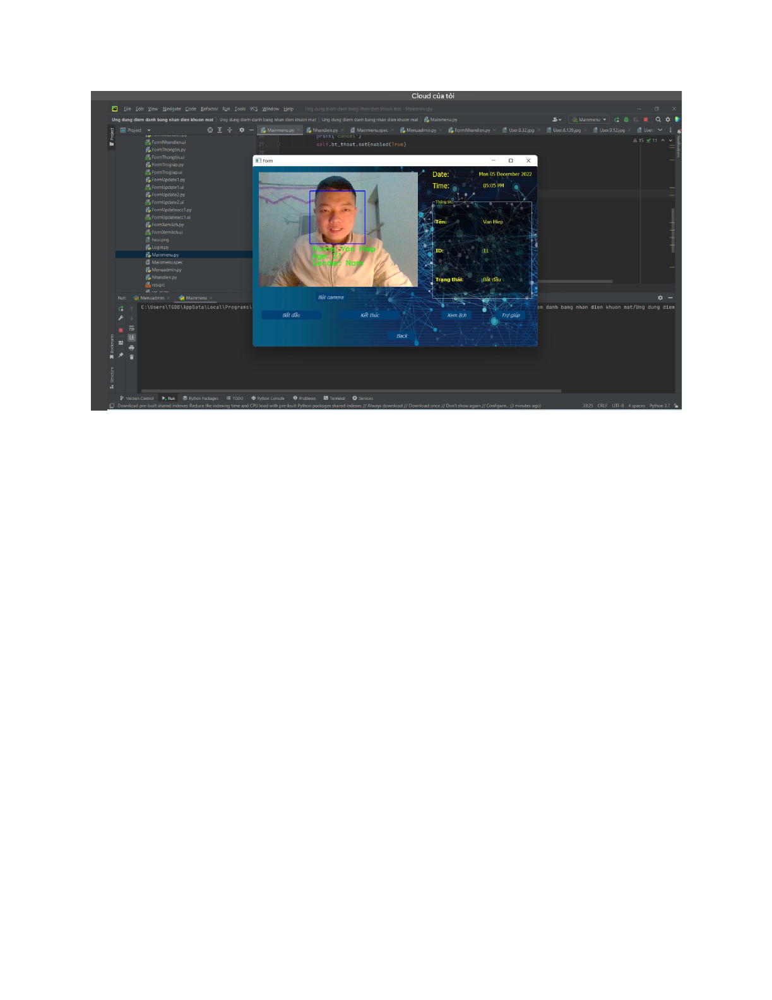 Cloud của tôi
File Edit View Navigate Code Refactor Run Tools VCS Window Help Ung dung diem danh bang nhan dien khuon mat - Mainmenu.py
Ung dung diem danh bang nhan dien khuon mat Ung dung diem danh bang nhan dien khuon mat Ung dung diem danh bang nhan dien khuon mat Mainmenu.py Mainmenu
Project Project Mainmenu.py Nhandien.py Mainmenu.spec Menuadmin.py FormNhandien.py User.8.32.jpg User.8.139.jpg User.9.12.jpg User
Notifications
print('cancel')
27 self.bt_thoat.setEnabled(True)
15 11
FormNhandien.ui
FormThongtin.py
FormThongtin.ui
FormTrogiup.py
FormTrogiup.ui
FormUpdate1.py
FormUpdate1.ui
FormUpdate2.py
FormUpdate2.ui
FormUpdateacc1.py
FormUpdateacc1.ui
FormXemlich.py
FormXemlich.ui
haui.png
Login.py
Mainmenu.py
Mainmenu.spec
Menuadmin.py
Nhandien.py
res.qrc
Form
Date: Mon 05 December 2022
Time: 05:05 PM
Thông tin:
Tên: Van Hiep
ID: 11
Trạng thái: Bắt đầu
Name: Van Hiep
Age: 21
Gender: Nam
Bật camera
Bắt đầu Kết thúc Xem lịch Trợ giúp
Back
Run: Menuadmin Mainmenu
C:\Users\TGDD\AppData\Local\Programs\ em danh bang nhan dien khuon mat/Ung dung diem
Bookmarks
Structure
Version Control Run Python Packages TODO Python Console Problems Terminal Services
Download pre-built shared indexes: Reduce the indexing time and CPU load with pre-built Python packages shared indexes // Always download // Download once // Don't show again // Configure... (3 minutes ago) 33:25 CRLF UTF-8 4 spaces Python 3.7